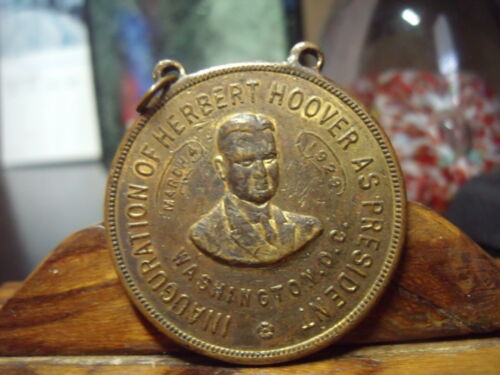 INAUGURATION OF HERBERT HOOVER AS PRESIDENT
MARCH 4
1929
WASHINGTON, D.C.